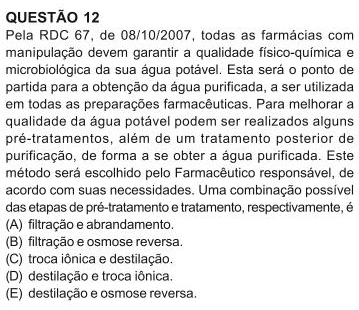 QUESTÃO 12
Pela RDC 67, de 08/10/2007, todas as farmácias com
manipulação devem garantir a qualidade físico-química e
microbiológica da sua água potável. Esta será o ponto de
partida para a obtenção da água purificada, a ser utilizada
em todas as preparações farmacêuticas. Para melhorar a
qualidade da água potável podem ser realizados alguns
pré-tratamentos, além de um tratamento posterior de
purificação, de forma a se obter a água purificada. Este
método será escolhido pelo Farmacêutico responsável, de
acordo com suas necessidades. Uma combinação possível
das etapas de pré-tratamento e tratamento, respectivamente, é
(A) filtração e abrandamento.
(B) filtração e osmose reversa.
(C) troca iônica e destilação.
(D) destilação e troca iônica.
(E) destilação e osmose reversa.